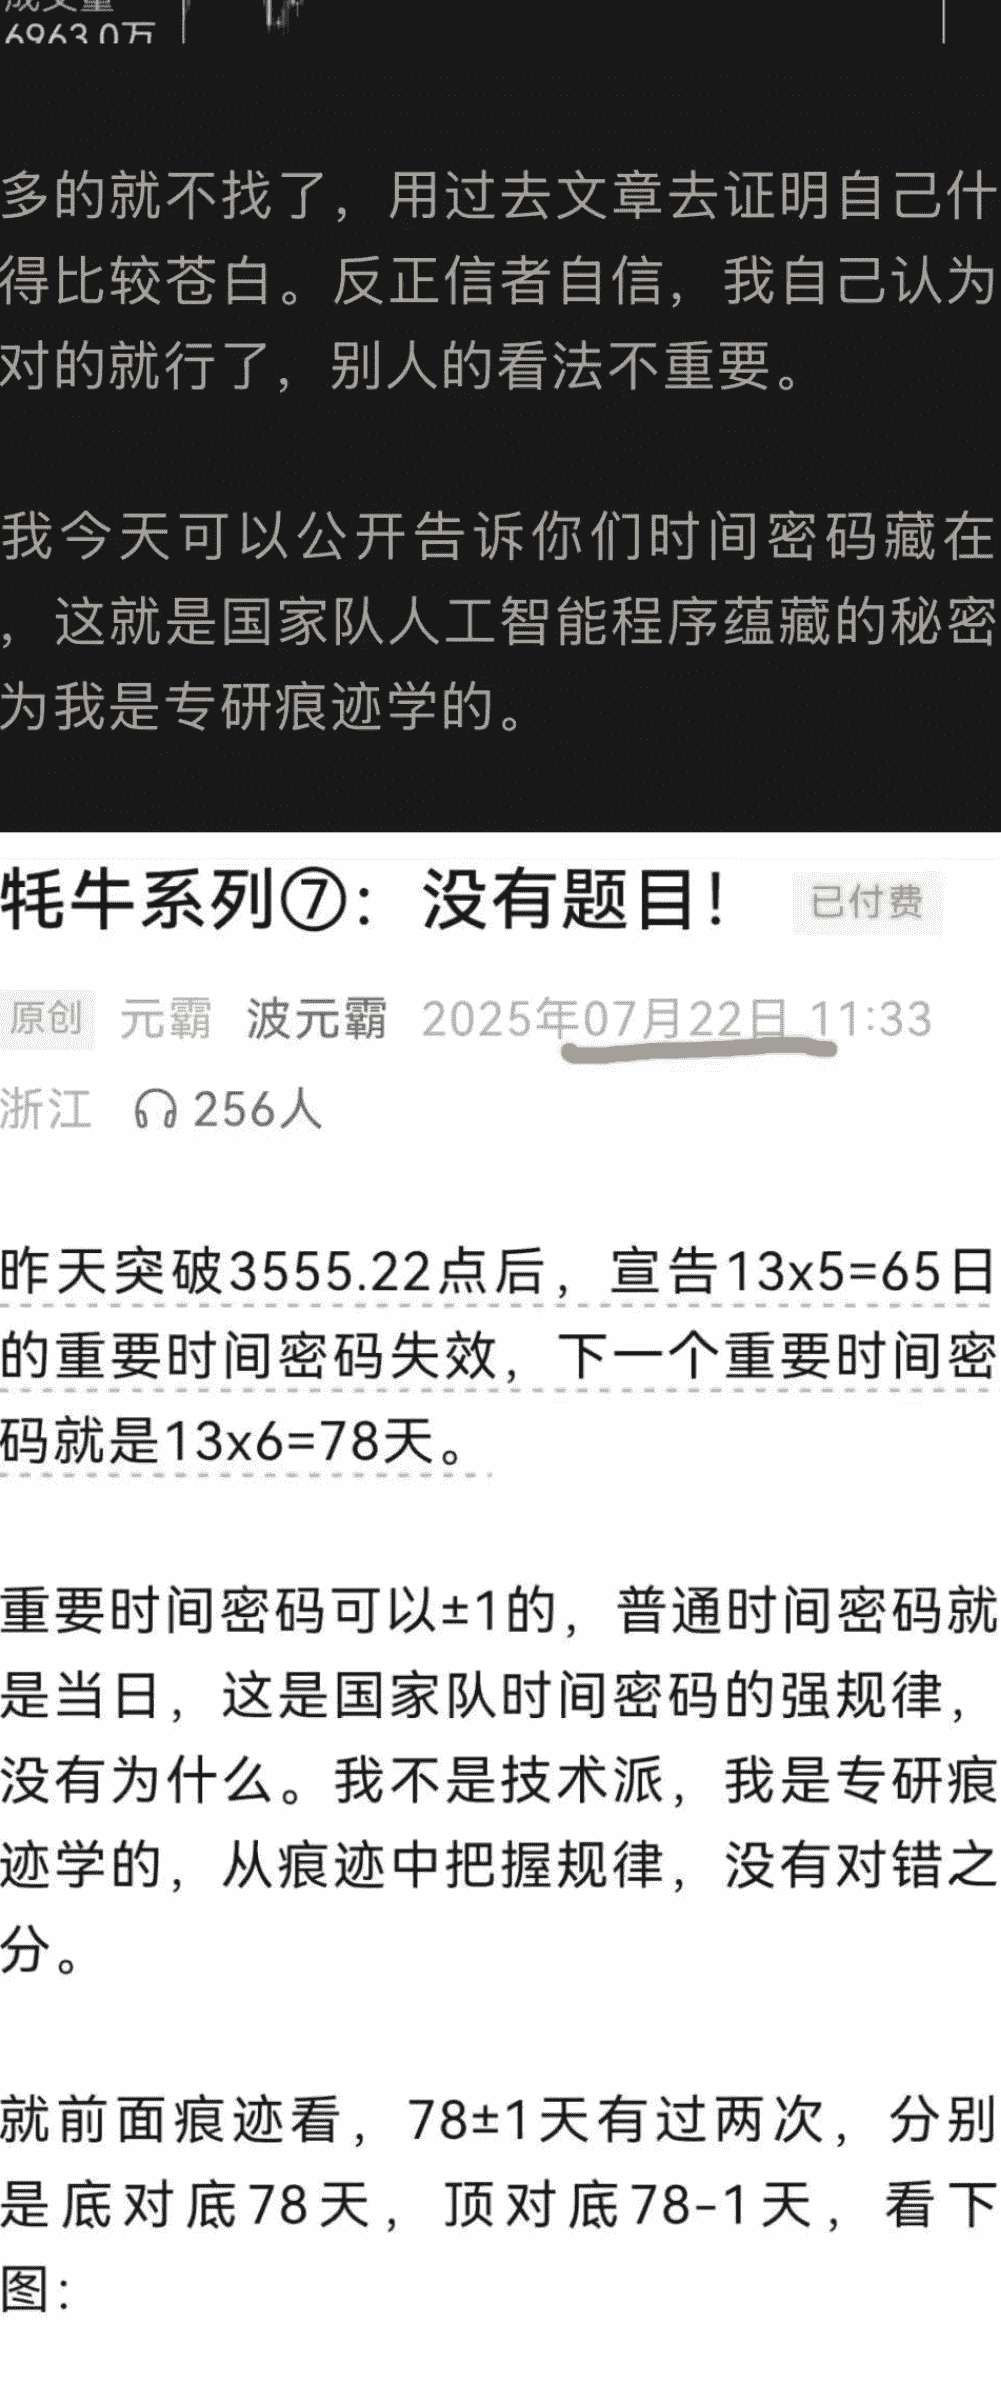 成交量
6963.0万
多的就不找了，用过去文章去证明自己什
得比较苍白。反正信者自信，我自己认为
对的就行了，别人的看法不重要。
我今天可以公开告诉你们时间密码藏在
，这就是国家队人工智能程序蕴藏的秘密
为我是专研痕迹学的。
牦牛系列⑦：没有题目！ 已付费
原创 元霸 波元霸 2025年07月22日 11:33
浙江 256人
昨天突破3555.22点后，宣告13x5=65日
的重要时间密码失效，下一个重要时间密
码就是13x6=78天。
重要时间密码可以±1的，普通时间密码就
是当日，这是国家队时间密码的强规律，
没有为什么。我不是技术派，我是专研痕
迹学的，从痕迹中把握规律，没有对错之
分。
就前面痕迹看，78±1天有过两次，分别
是底对底78天，顶对底78-1天，看下
图：